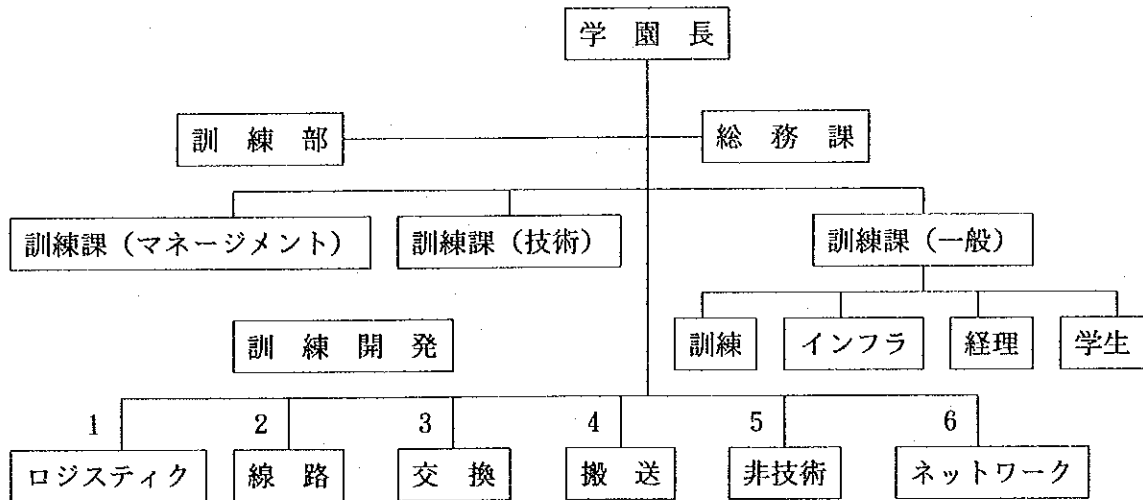 学園長
訓練部
総務課
訓練課（マネージメント）
訓練課（技術）
訓練課（一般）
訓練
インフラ
経理
学生
訓練開発
1
2
3
4
5
6
ロジスティク
線路
交換
搬送
非技術
ネットワーク